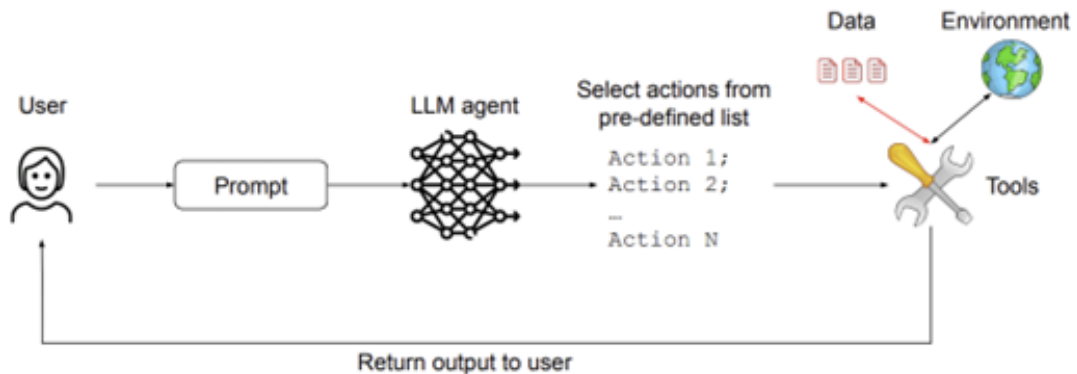 Data
Environment
User
LLM agent
Select actions from
pre-defined list
Prompt
Action 1;
Action 2;
…
Action N
Tools
Return output to user